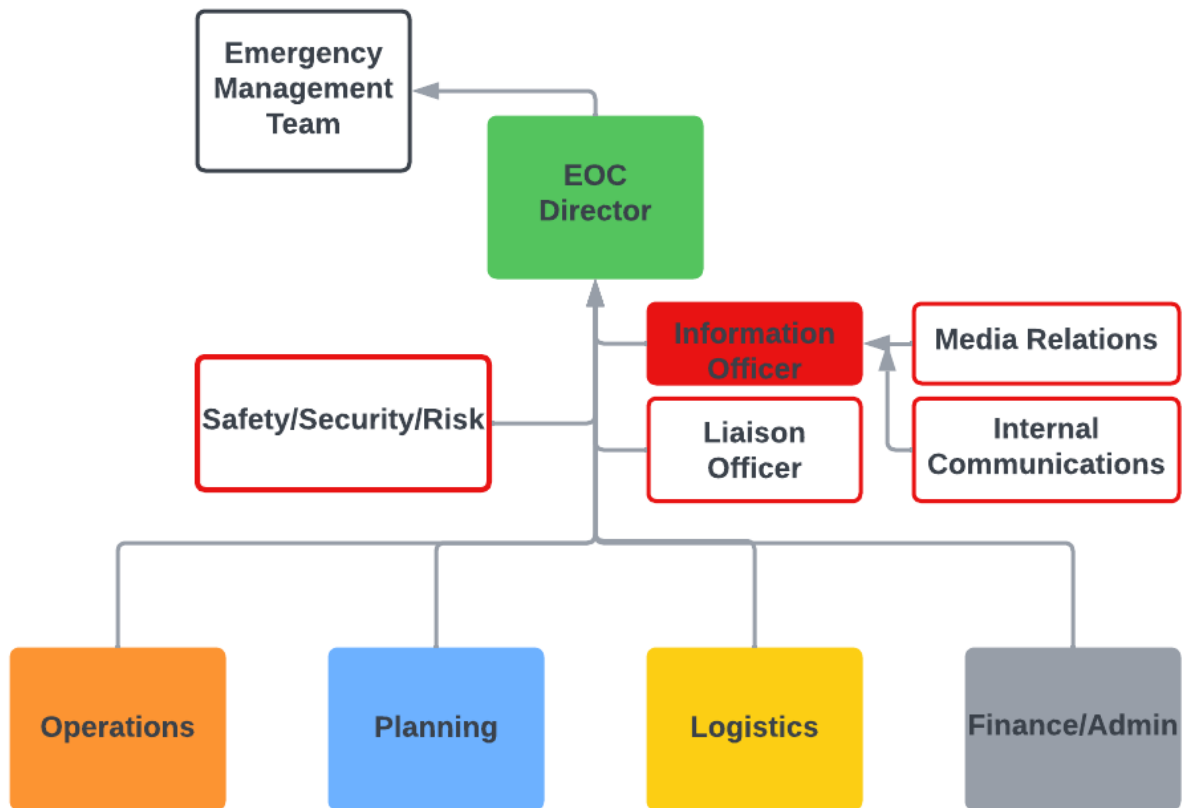 Emergency
Management
Team
EOC
Director
Information
Officer
Media Relations
Safety/Security/Risk
Liaison
Officer
Internal
Communications
Operations
Planning
Logistics
Finance/Admin